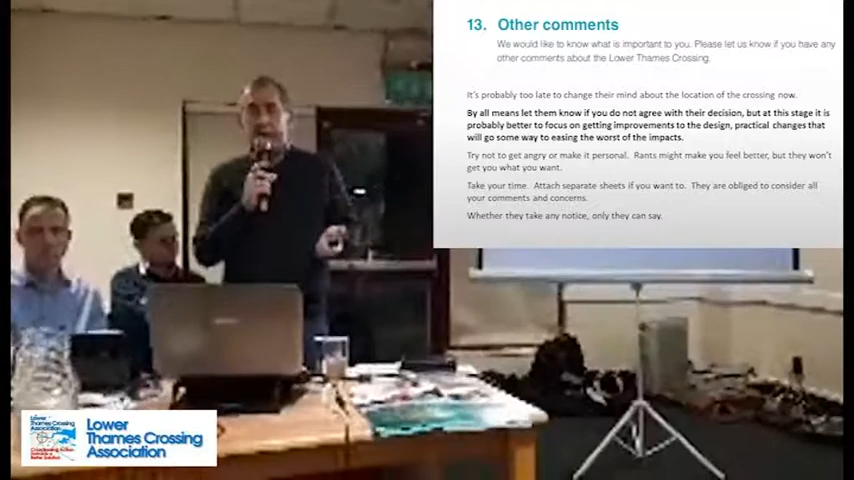 13. Other comments
We would like to know what is important to you. Please let us know if you have any
other comments about the Lower Thames Crossing.
It's probably too late to change their mind about the location of the crossing now.
By all means let them know if you do not agree with their decision, but at this stage it is
probably better to focus on getting improvements to the design, practical changes that
will go some way to easing the worst of the impacts.
Try not to get angry or make it personal. Rants might make you feel better, but they won't
get you what you want.
Take your time. Attach separate sheets if you want to. They are obliged to consider all
your comments and concerns.
Whether they take any notice, only they can say.
Lower
Thames Crossing
Association
Lower
Thames Crossing
Association